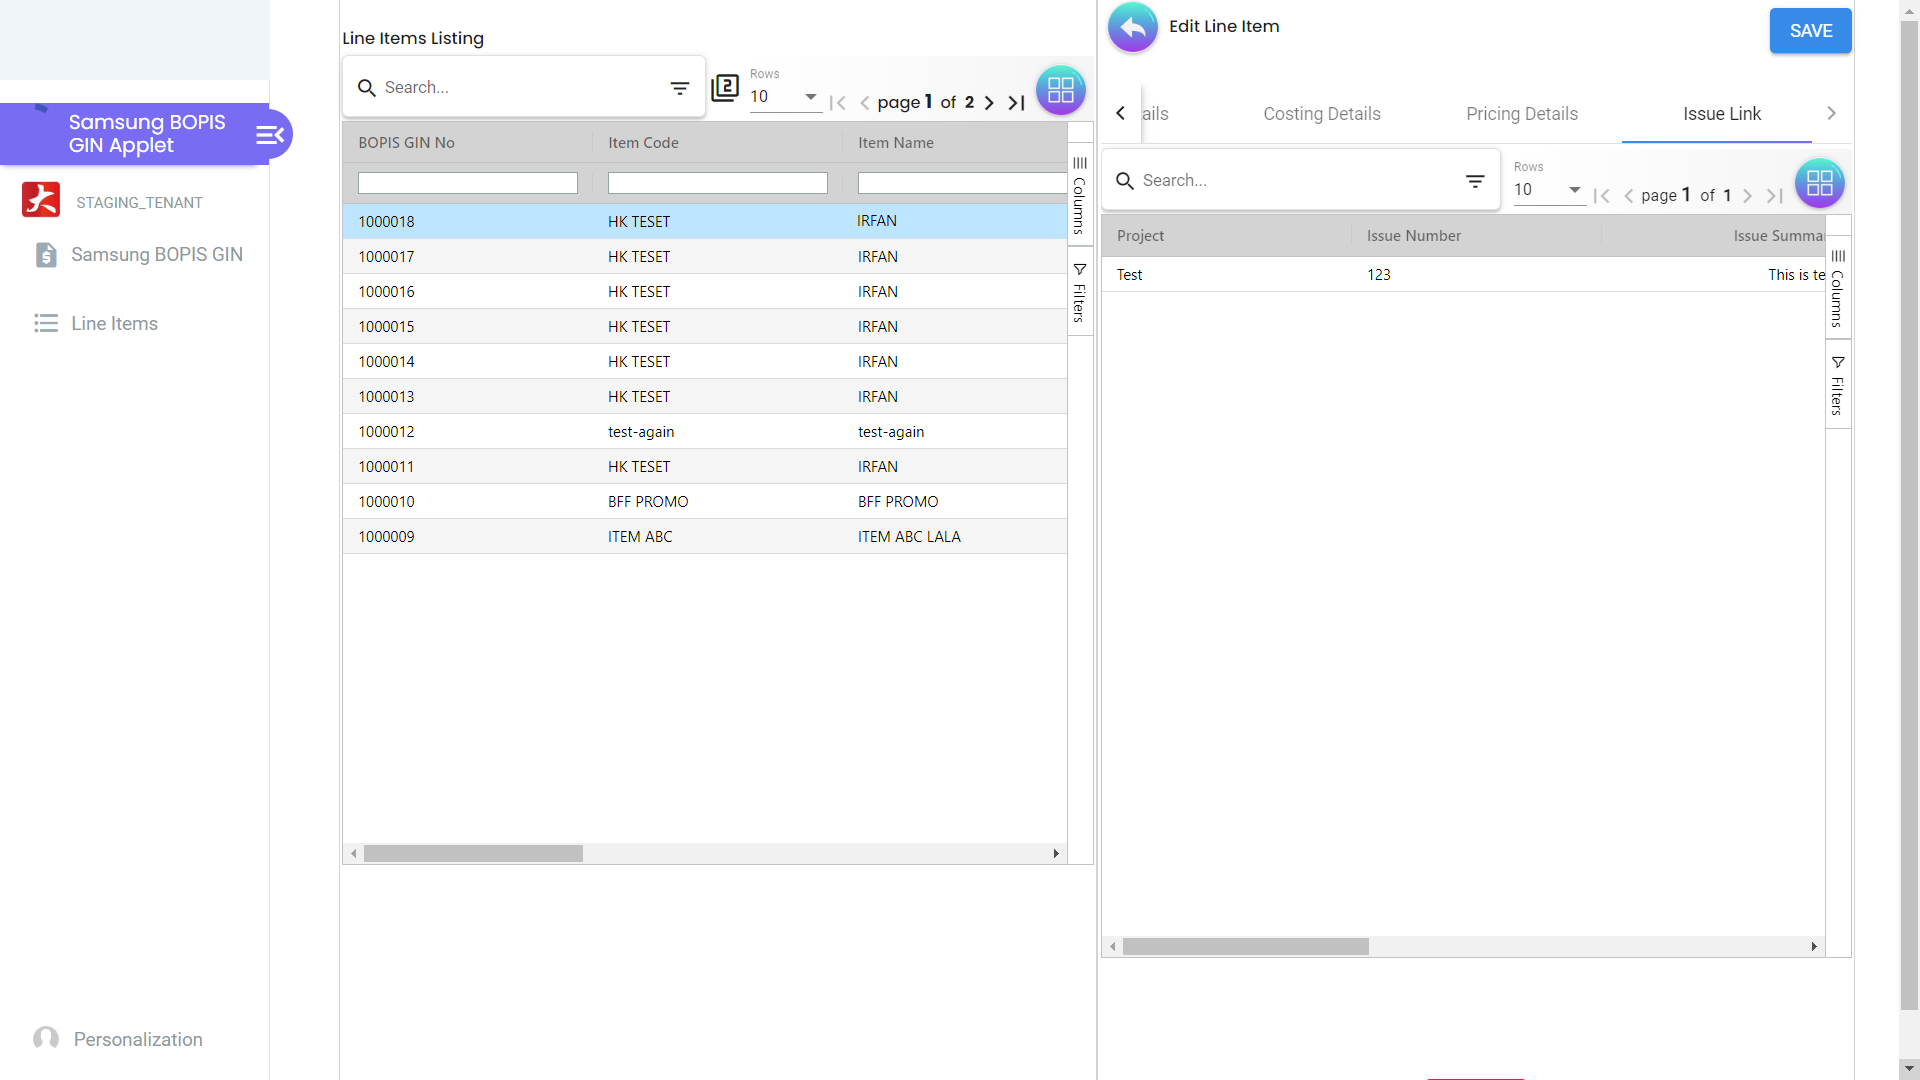 Samsung BOPIS
GIN Applet
STAGING_TENANT
Samsung BOPIS GIN
Line Items
Personalization
Line Items Listing
Search...
2
Rows
10
page 1 of 2
BOPIS GIN No Item Code Item Name
1000018 HK TESET IRFAN
1000017 HK TESET IRFAN
1000016 HK TESET IRFAN
1000015 HK TESET IRFAN
1000014 HK TESET IRFAN
1000013 HK TESET IRFAN
1000012 test-again test-again
1000011 HK TESET IRFAN
1000010 BFF PROMO BFF PROMO
1000009 ITEM ABC ITEM ABC LALA
Columns
Filters
Edit Line Item
SAVE
ails Costing Details Pricing Details Issue Link
Search...
Rows
10
page 1 of 1
Project Issue Number Issue Summa
Test 123 This is te
Columns
Filters